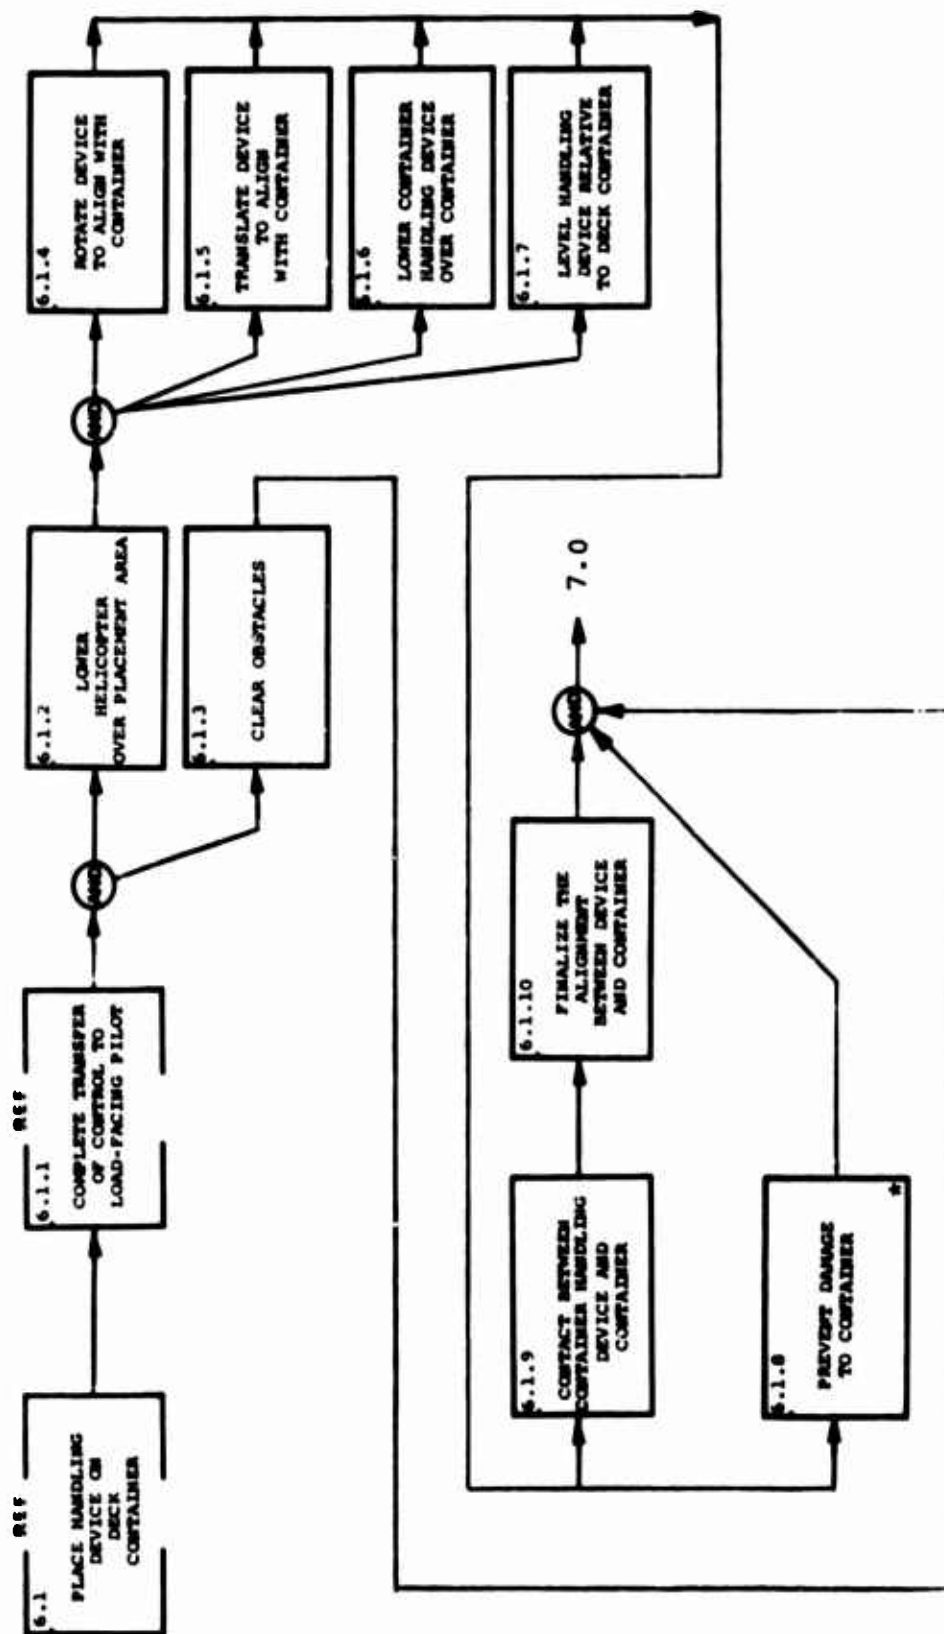 REF
6.1
PLACE HANDLING
DEVICE ON
DECK
CONTAINER
REF
6.1.1
COMPLETE TRANSFER
OF CONTROL TO
LOAD-FACING PILOT
AND
6.1.2
LOWER
HELICOPTER
OVER PLACEMENT AREA
6.1.3
CLEAR OBSTACLES
AND
6.1.4
ROTATE DEVICE
TO ALIGN WITH
CONTAINER
6.1.5
TRANSLATE DEVICE
TO ALIGN
WITH CONTAINER
6.1.6
LOWER CONTAINER
HANDLING DEVICE
OVER CONTAINER
6.1.7
LEVEL HANDLING
DEVICE RELATIVE
TO DECK CONTAINER
6.1.9
CONTACT BETWEEN
CONTAINER HANDLING
DEVICE AND
CONTAINER
6.1.10
FINALIZE THE
ALIGNMENT
BETWEEN DEVICE
AND CONTAINER
AND
7.0
6.1.8
PREVENT DAMAGE
TO CONTAINER
*